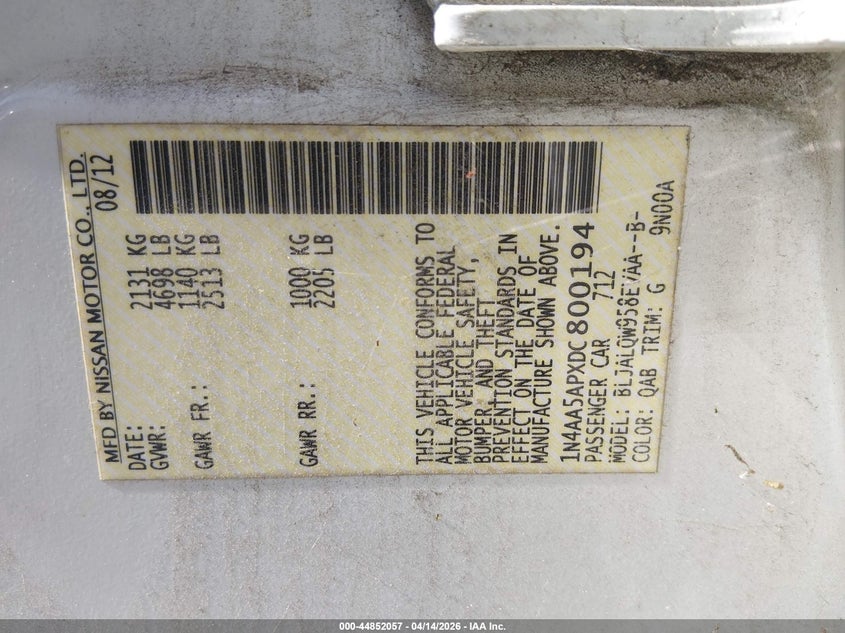 MFD BY NISSAN MOTOR CO., LTD.
DATE: 08/12
GVWR: 2131 KG
4698 LB
GAWR FR.: 1140 KG
2513 LB
GAWR RR.: 1000 KG
2205 LB
THIS VEHICLE CONFORMS TO
ALL APPLICABLE FEDERAL
MOTOR VEHICLE SAFETY,
BUMPER, AND THEFT
PREVENTION STANDARDS IN
EFFECT ON THE DATE OF
MANUFACTURE SHOWN ABOVE.
1N4AA5APXDC800194
PASSENGER CAR 712
MODEL: BLJALQW958EVAA--B-
COLOR: QAB TRIM: G 9N00A
000-44852057 - 04/14/2026 - IAA Inc.